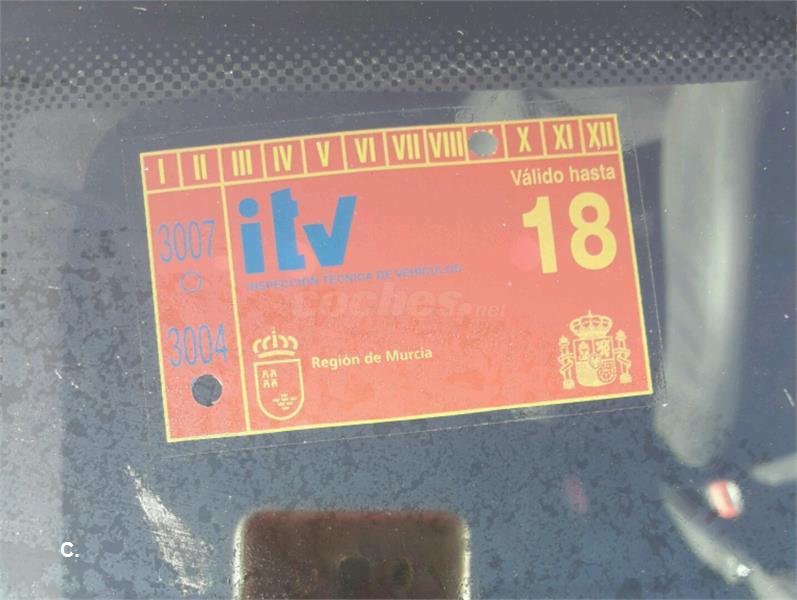 I II III IV V VI VII VIII X XI XII
Válido hasta
3007
itv
18
INSPECCIÓN TÉCNICA DE VEHÍCULOS
coches.net
3004
Región de Murcia
C.